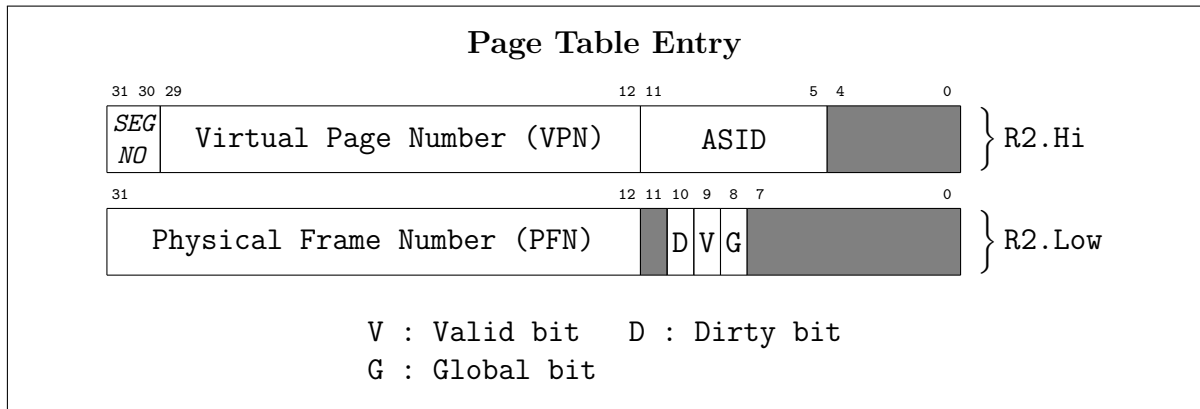 Page Table Entry
31 30 29 12 11 5 4 0
SEG NO Virtual Page Number (VPN) ASID R2.Hi
31 12 11 10 9 8 7 0
Physical Frame Number (PFN) D V G R2.Low
V : Valid bit D : Dirty bit
G : Global bit